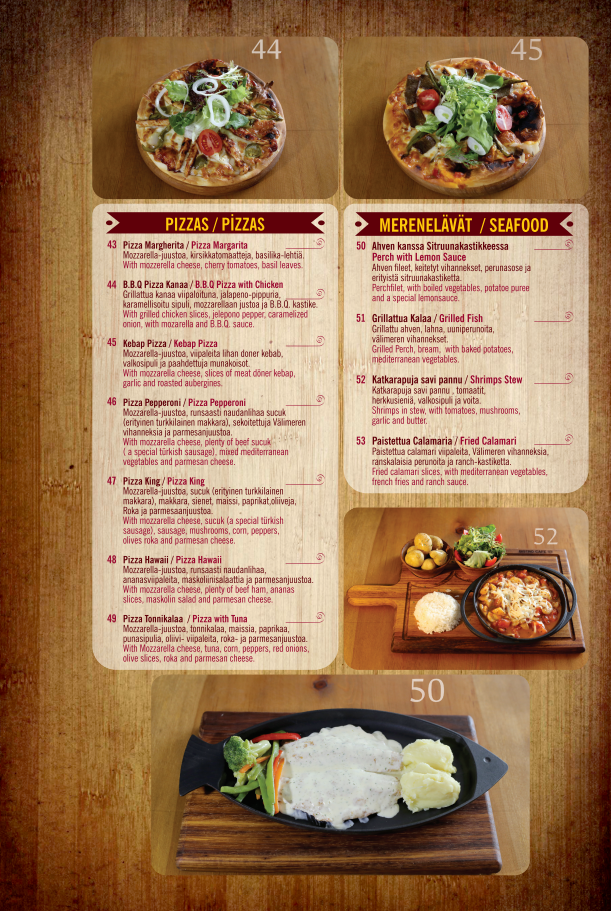 44
45
PIZZAS / PİZZAS
43 Pizza Margherita / Pizza Margarita
Mozzarella-juustoa, kirsikkatomaatteja, basilika-lehtiä.
With mozzerella cheese, cherry tomatoes, basil leaves.
44 B.B.Q Pizza Kanaa / B.B.Q Pizza with Chicken
Grillattua kanaa viipaloituna, jalapeno-pippuria,
karamellisoitu sipuli, mozzarellaan justoa ja B.B.Q. kastike.
With grilled chicken slices, jelepono pepper, caramelized
onion, with mozarella and B.B.Q. sauce.
45 Kebap Pizza / Kebap Pizza
Mozzarella-juustoa, viipaleita lihan doner kebab,
valkosipuli ja paahdettuja munakoisot.
With mozzarella cheese, slices of meat döner kebap,
garlic and roasted aubergines.
46 Pizza Pepperoni / Pizza Pepperoni
Mozzarella-juustoa, runsaasti naudanlihaa sucuk
(erityinen turkkilainen makkara), sekoitettuja Välimeren
vihanneksia ja parmesanjuustoa.
With mozzarella cheese, plenty of beef sucuk
( a special türkish sausage), mixed mediterranean
vegetables and parmesan cheese.
47 Pizza King / Pizza King
Mozzarella-juustoa, sucuk (erityinen turkkilainen
makkara), makkara, sienet, maissi, paprikat,oliiveja,
Roka ja parmesaanjuustoa.
With mozzarella cheese, sucuk (a special türkish
sausage), sausage, mushrooms, corn, peppers,
olives roka and parmesan cheese.
48 Pizza Hawaii / Pizza Hawaii
Mozzarella-juustoa, runsaasti naudanlihaa,
ananasviipaleita, maskoliinisalaattia ja parmesanjuustoa.
With mozzarella cheese, plenty of beef ham, ananas
slices, maskolin salad and parmesan cheese.
49 Pizza Tonnikalaa / Pizza with Tuna
Mozzarella-juustoa, tonnikalaa, maissia, paprikaa,
punasipulia, oliivi- viipaleita, roka- ja parmesanjuustoa.
With Mozzarella cheese, tuna, corn, peppers, red onions,
olive slices, roka and parmesan cheese.
MERENELÄVÄT / SEAFOOD
50 Ahven kanssa Sitruunakastikkeessa
Perch with Lemon Sauce
Ahven fileet, keitetyt vihannekset, perunasose ja
erityistä sitruunakastiketta.
Perchfilet, with boiled vegetables, potatoe puree
and a special lemonsauce.
51 Grillattua Kalaa / Grilled Fish
Grillattu ahven, lahna, uuniperunoita,
välimeren vihannekset.
Grilled Perch, bream, with baked potatoes,
mediterranean vegetables.
52 Katkarapuja savi pannu / Shrimps Stew
Katkarapuja savi pannu , tomaatit,
herkkusieniä, valkosipuli ja voita.
Shrimps in stew, with tomatoes, mushrooms,
garlic and butter.
53 Paistettua Calamaria / Fried Calamari
Paistettua calamari viipaleita, Välimeren vihanneksia,
ranskalaisia perunoita ja ranch-kastiketta.
Fried calamari slices, with mediterranean vegetables,
french fries and ranch sauce.
52
50